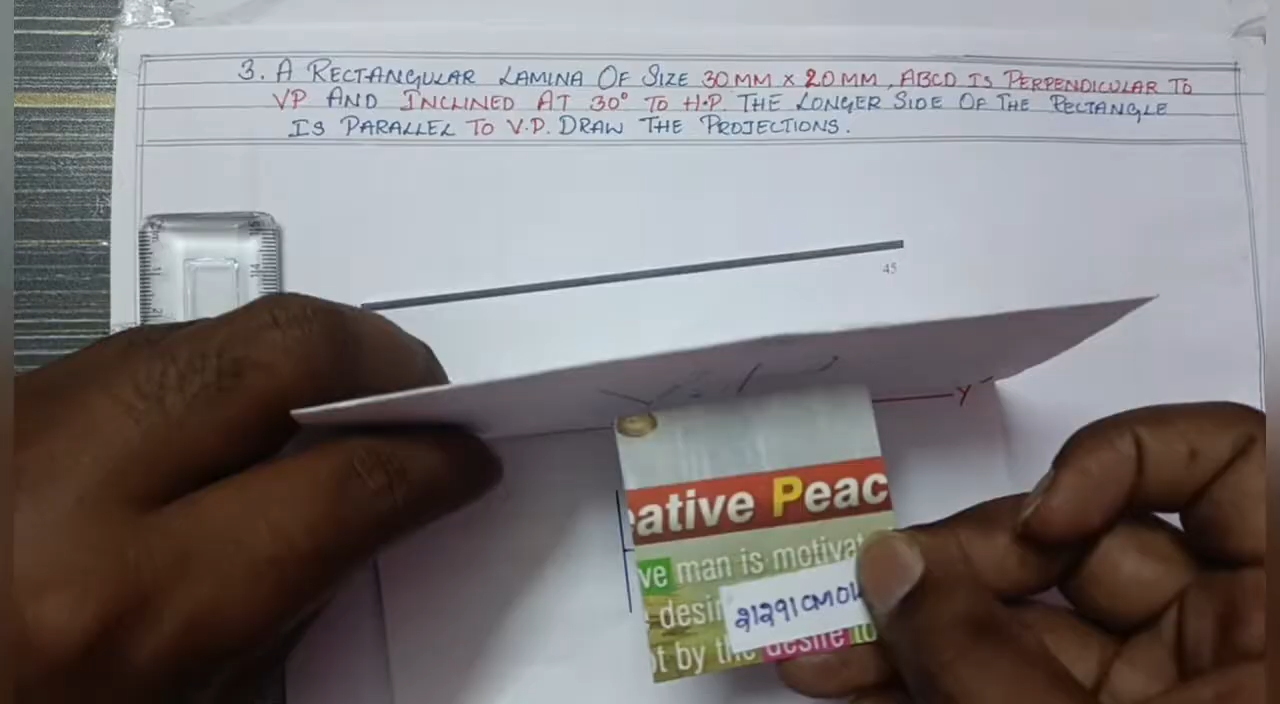 3. A RECTANGULAR LAMINA OF SIZE 30MM X 20MM, ABCD IS PERPENDICULAR TO
VP AND INCLINED AT 30° TO H.P. THE LONGER SIDE OF THE RECTANGLE
IS PARALLEL TO V.P. DRAW THE PROJECTIONS.
45
Y
ative Peac
ve man is motivat
desir
t by the desire to